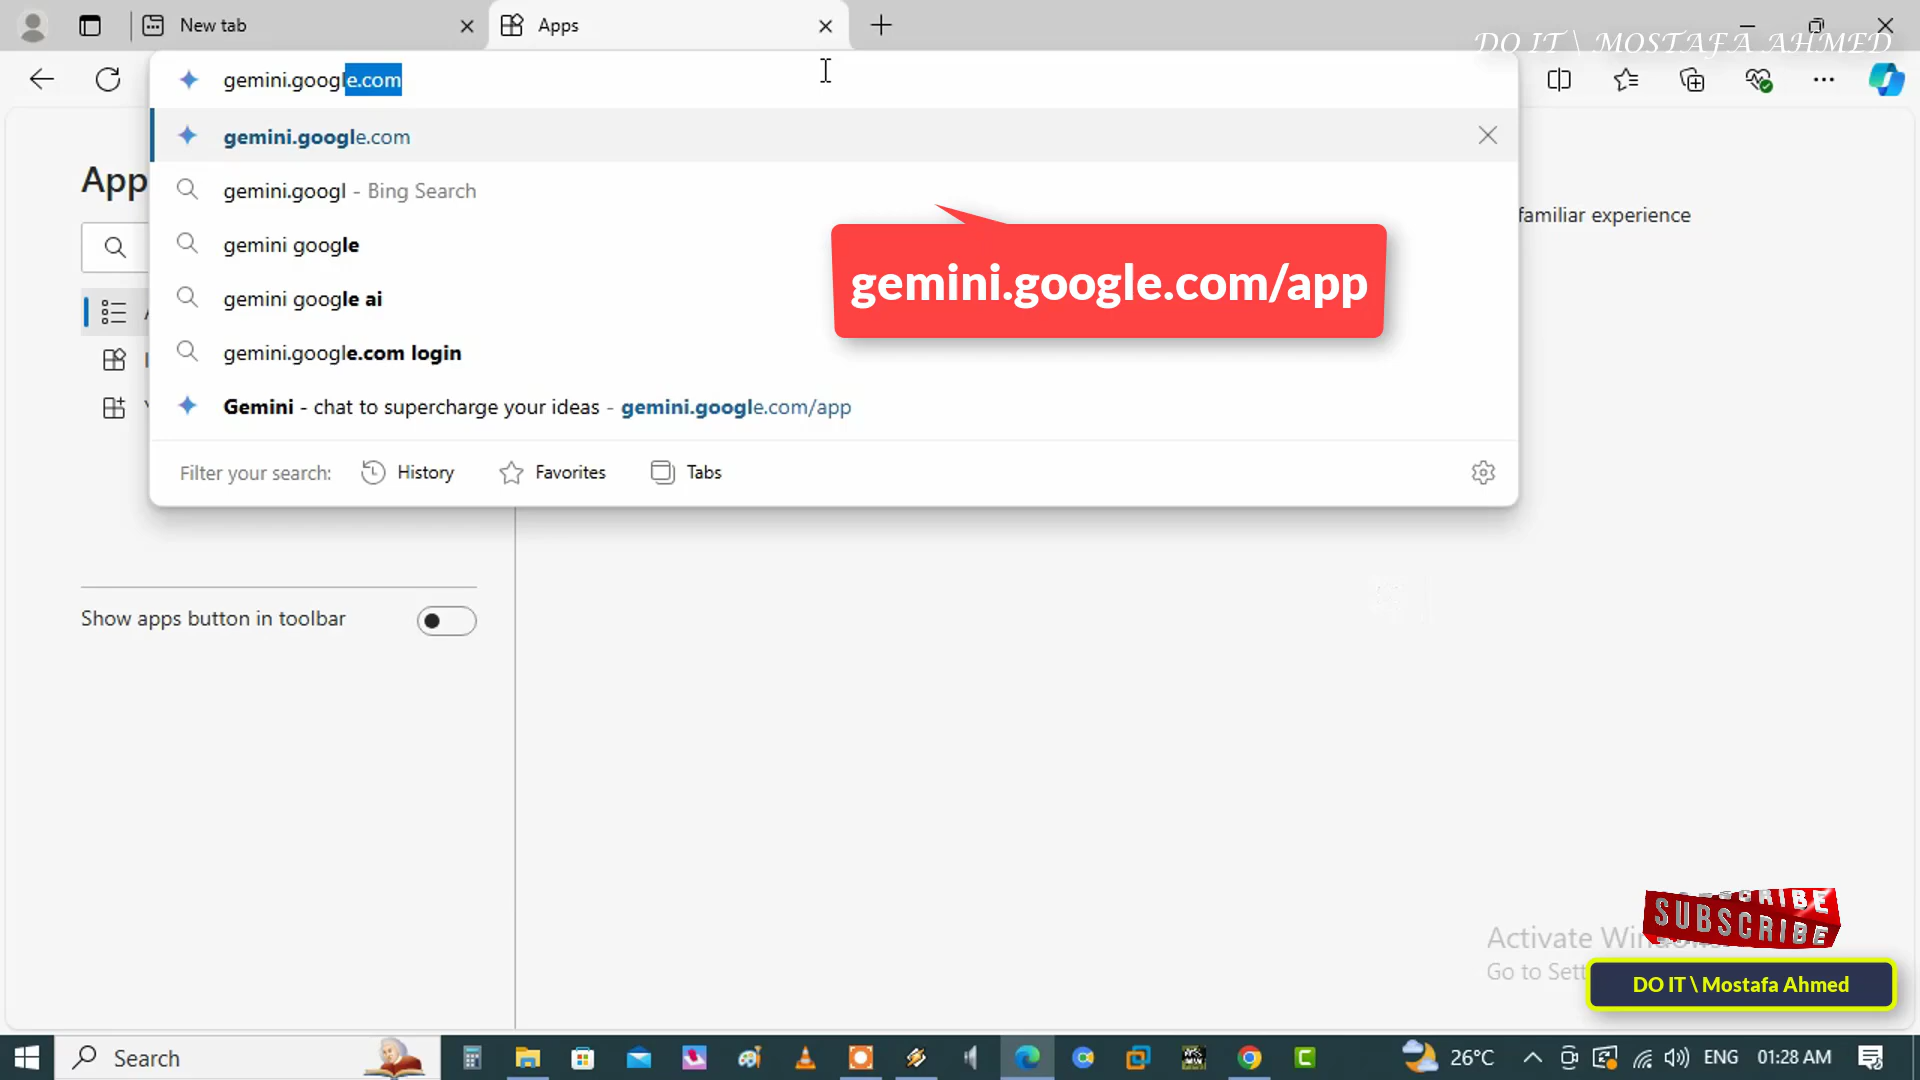 New tab
Apps
DO IT \ MOSTAFA AHMED
gemini.google.com
gemini.google.com
gemini.googl - Bing Search
gemini google
gemini google ai
gemini.google.com login
Gemini - chat to supercharge your ideas - gemini.google.com/app
Filter your search: History Favorites Tabs
gemini.google.com/app
App
familiar experience
Show apps button in toolbar
SUBSCRIBE
SUBSCRIBE
Activate Win
Go to Sett
DO IT \ Mostafa Ahmed
Search
26°C
ENG
01:28 AM